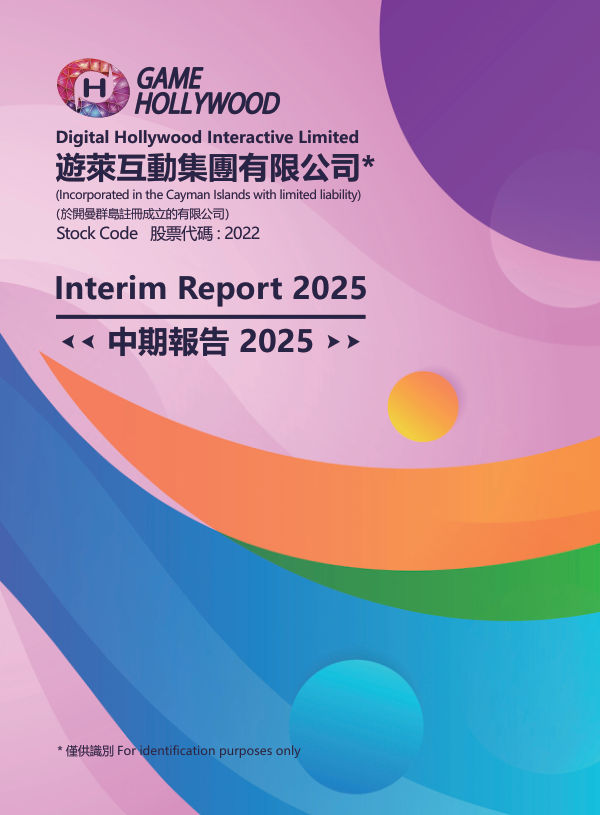 GAME
HOLLYWOOD
Digital Hollywood Interactive Limited
遊萊互動集團有限公司*
(Incorporated in the Cayman Islands with limited liability)
(於開曼群島註冊成立的有限公司)
Stock Code 股票代碼 : 2022
Interim Report 2025
中期報告 2025
* 僅供識別 For identification purposes only